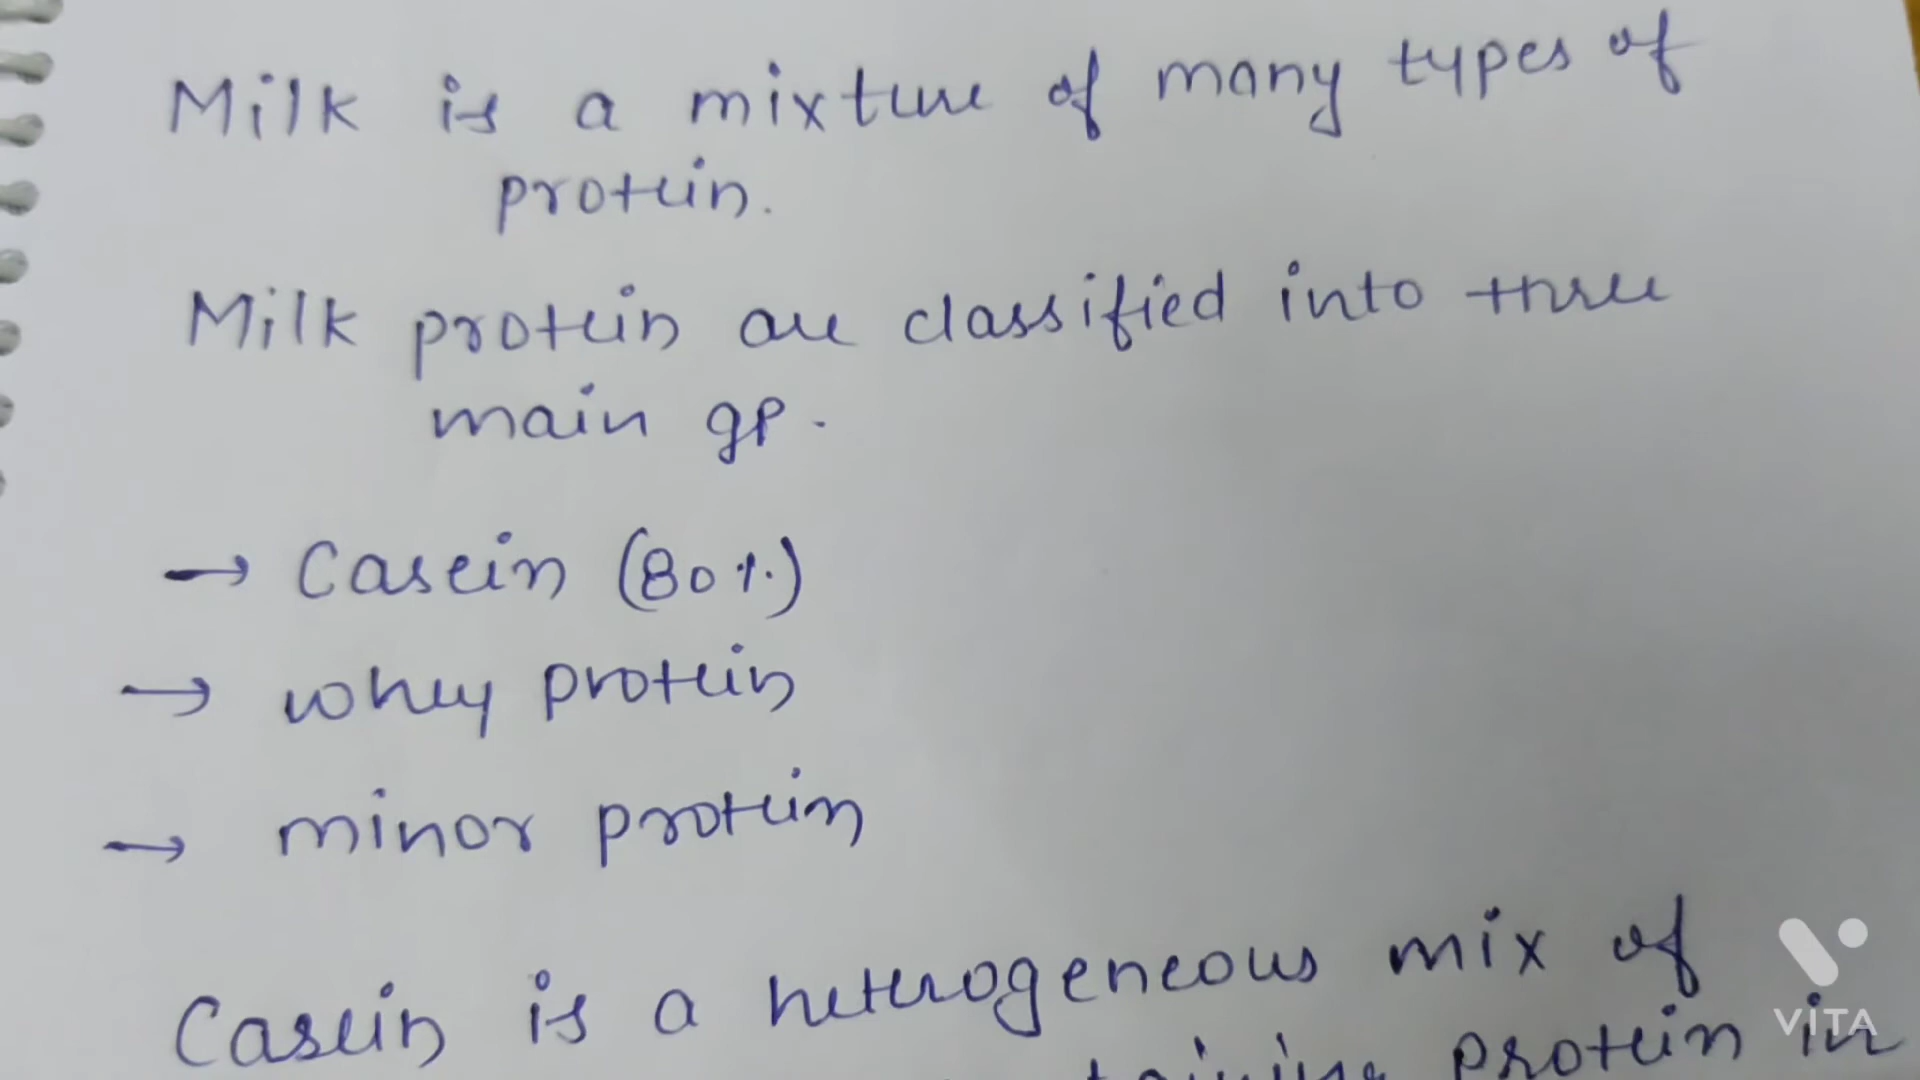 Milk is a mixture of many types of
protein.
Milk protein are classified into three
main gp.
→ Casein (80%)
→ whey protein
→ minor protein
Casein is a heterogeneous mix of
protein in
VITA